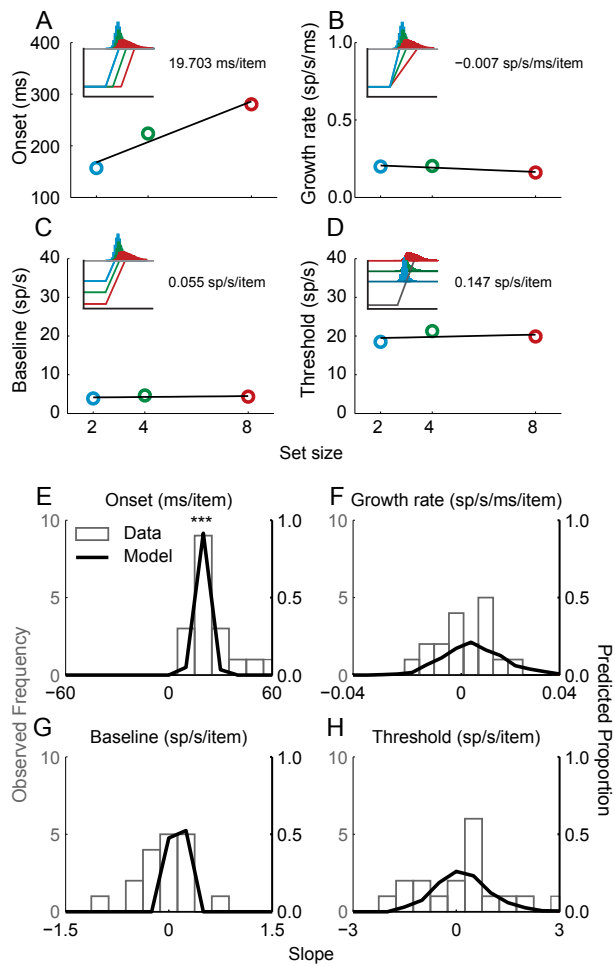 A
B
400
300
200
100
Onset (ms)
19.703 ms/item
1.0
0.5
0.0
Growth rate (sp/s/ms)
−0.007 sp/s/ms/item
C
D
40
30
20
10
0
Baseline (sp/s)
0.055 sp/s/item
2 4 8
40
30
20
10
0
Threshold (sp/s)
0.147 sp/s/item
2 4 8
Set size
E Onset (ms/item)
F Growth rate (sp/s/ms/item)
***
Data
Model
10
5
0
1.0
0.5
0.0
−60 0 60
10
5
0
1.0
0.5
0.0
−0.04 0 0.04
G Baseline (sp/s/item)
H Threshold (sp/s/item)
10
5
0
1.0
0.5
0.0
−1.5 0 1.5
10
5
0
1.0
0.5
0.0
−3 0 3
Observed Frequency
Predicted Proportion
Slope